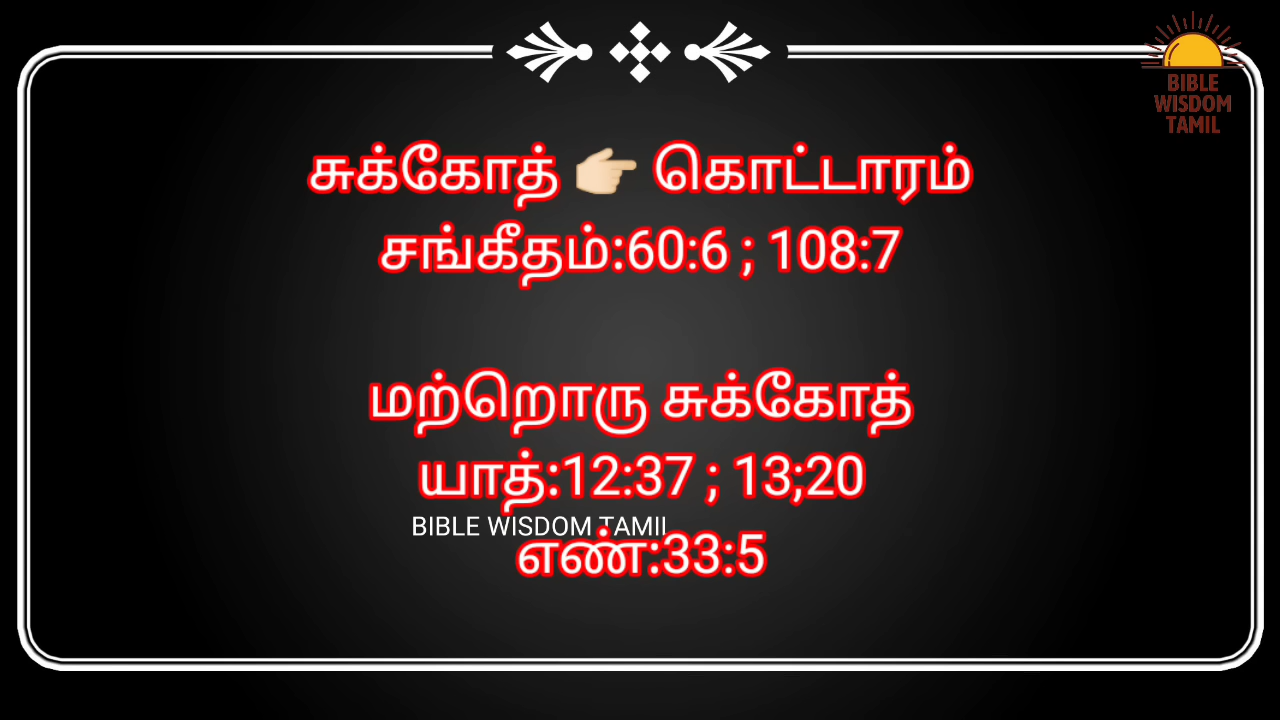 BIBLE
WISDOM
TAMIL
சுக்கோத் 👉🏻 கொட்டாரம்
சங்கீதம்:60:6 ; 108:7
மற்றொரு சுக்கோத்
யாத்:12:37 ; 13;20
BIBLE WISDOM TAMIL
எண்:33:5